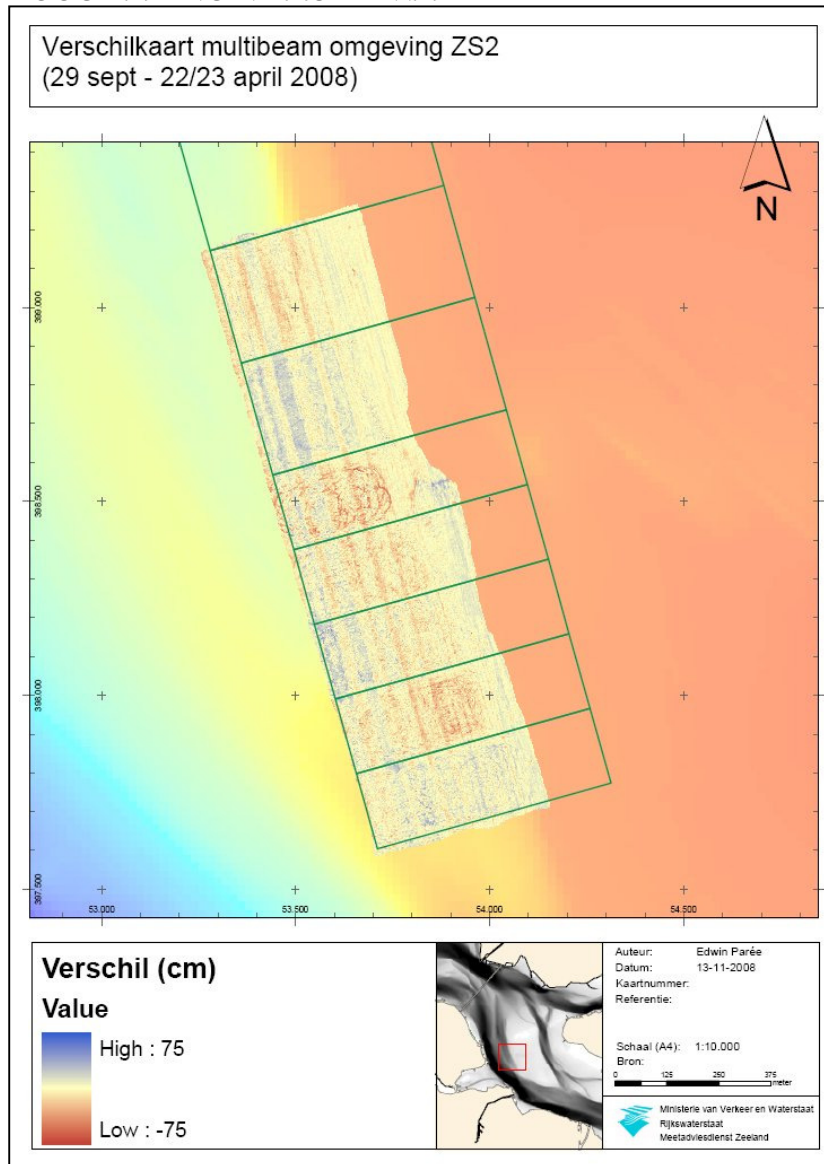 Verschilkaart multibeam omgeving ZS2
(29 sept - 22/23 april 2008)
N
399.000
398.500
398.000
397.500
53.000
53.500
54.000
54.500
Verschil (cm)
Value
High : 75
Low : -75
Auteur: Edwin Parée
Datum: 13-11-2008
Kaartnummer:
Referentie:
Schaal (A4): 1:10.000
Bron:
0 125 250 375
meter
Ministerie van Verkeer en Waterstaat
Rijkswaterstaat
Meetadviesdienst Zeeland